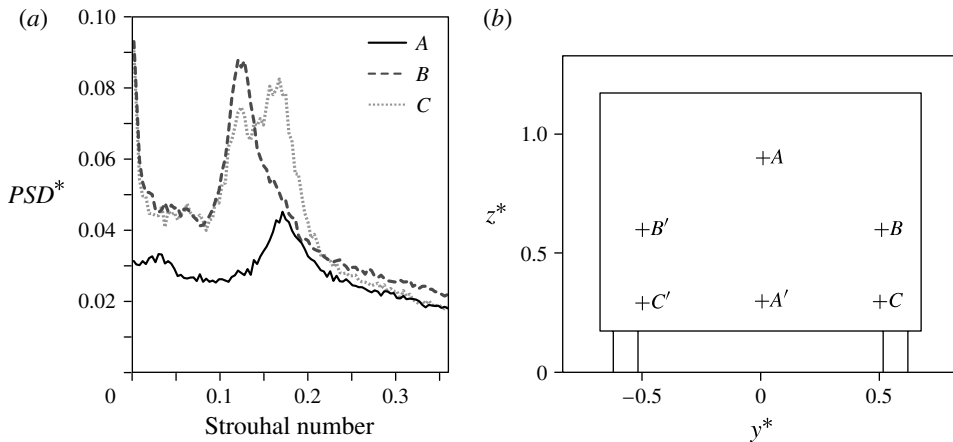 (a)
0.10
0.08
0.06
0.04
0.02
0
PSD*
A
B
C
0 0.1 0.2 0.3
Strouhal number
(b)
1.0
0.5
0
z*
+A
+B′ +B
+C′ +A′ +C
−0.5 0 0.5
y*